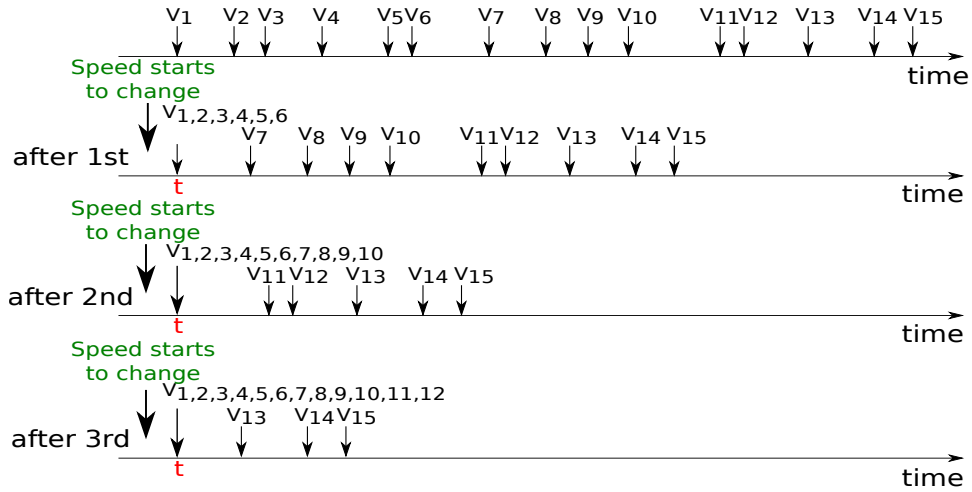 v1 v2 v3 v4 v5 v6 v7 v8 v9 v10 v11 v12 v13 v14 v15
time
Speed starts
to change
v1,2,3,4,5,6
v7 v8 v9 v10 v11 v12 v13 v14 v15
after 1st
t
time
Speed starts
to change
v1,2,3,4,5,6,7,8,9,10
v11 v12 v13 v14 v15
after 2nd
t
time
Speed starts
to change
v1,2,3,4,5,6,7,8,9,10,11,12
v13 v14 v15
after 3rd
t
time